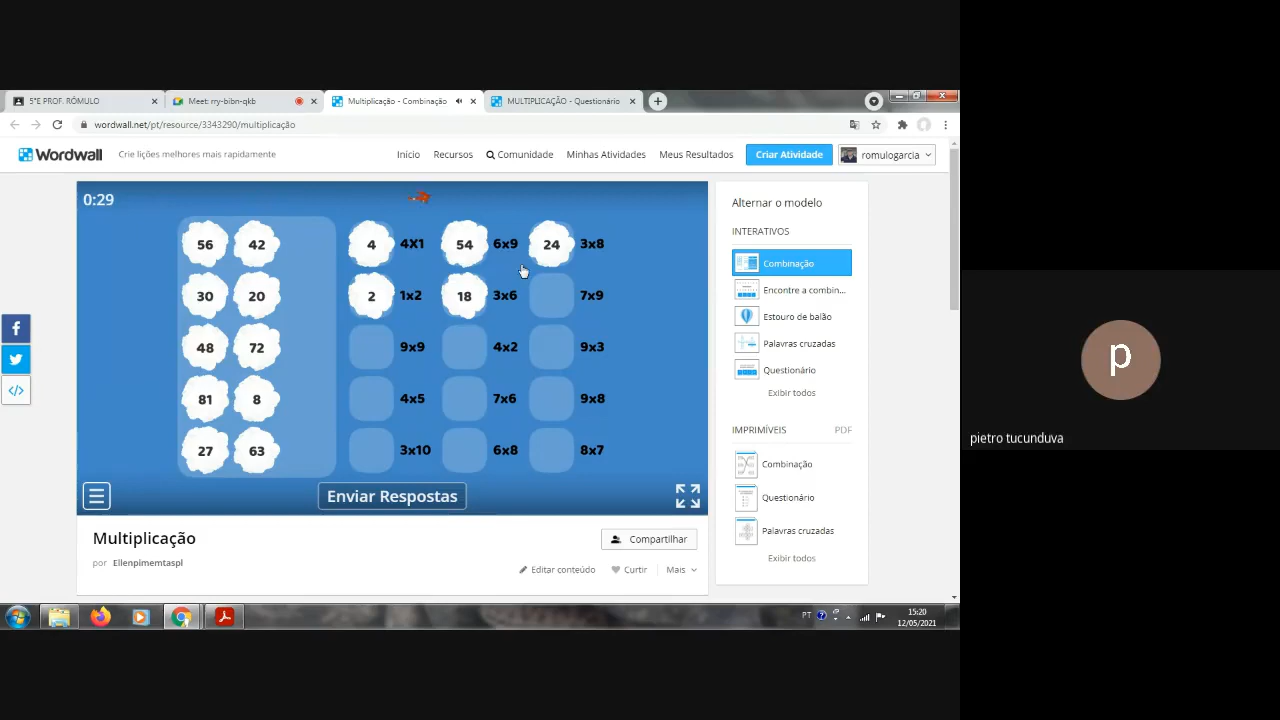 5°E PROF. RÔMULO
Meet: rry-bibn-qkb
Multiplicação - Combinação
MULTIPLICAÇÃO - Questionário
wordwall.net/pt/resource/3343290/multiplicação
Wordwall
Crie lições melhores mais rapidamente
Início
Recursos
Comunidade
Minhas Atividades
Meus Resultados
Criar Atividade
romulogarcia
0:29
56 42 4 4X1 54 6x9 24 3x8
30 20 2 1x2 18 3x6 7x9
48 72 9x9 4x2 9x3
81 8 4x5 7x6 9x8
27 63 3x10 6x8 8x7
Enviar Respostas
Alternar o modelo
INTERATIVOS
Combinação
Encontre a combin...
Estouro de balão
Palavras cruzadas
Questionário
Exibir todos
IMPRIMÍVEIS PDF
Combinação
Questionário
Palavras cruzadas
Exibir todos
Multiplicação
Compartilhar
por Ellenpimemtaspl
Editar conteúdo
Curtir
Mais
PT
15:20
12/05/2021
p
pietro tucunduva